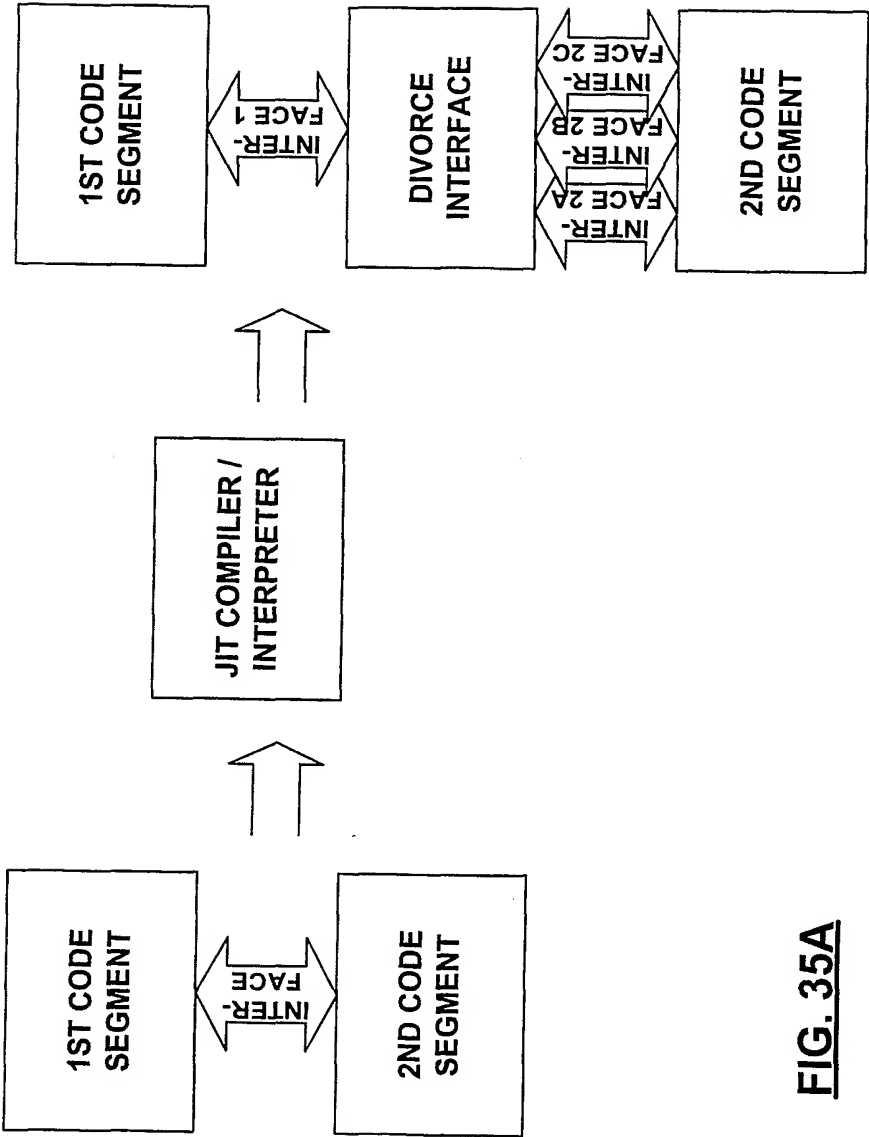 1ST CODE
SEGMENT
INTER-
FACE
2ND CODE
SEGMENT
JIT COMPILER /
INTERPRETER
1ST CODE
SEGMENT
INTER-
FACE 1
DIVORCE
INTERFACE
INTER-
FACE 2A
INTER-
FACE 2B
INTER-
FACE 2C
2ND CODE
SEGMENT
FIG. 35A